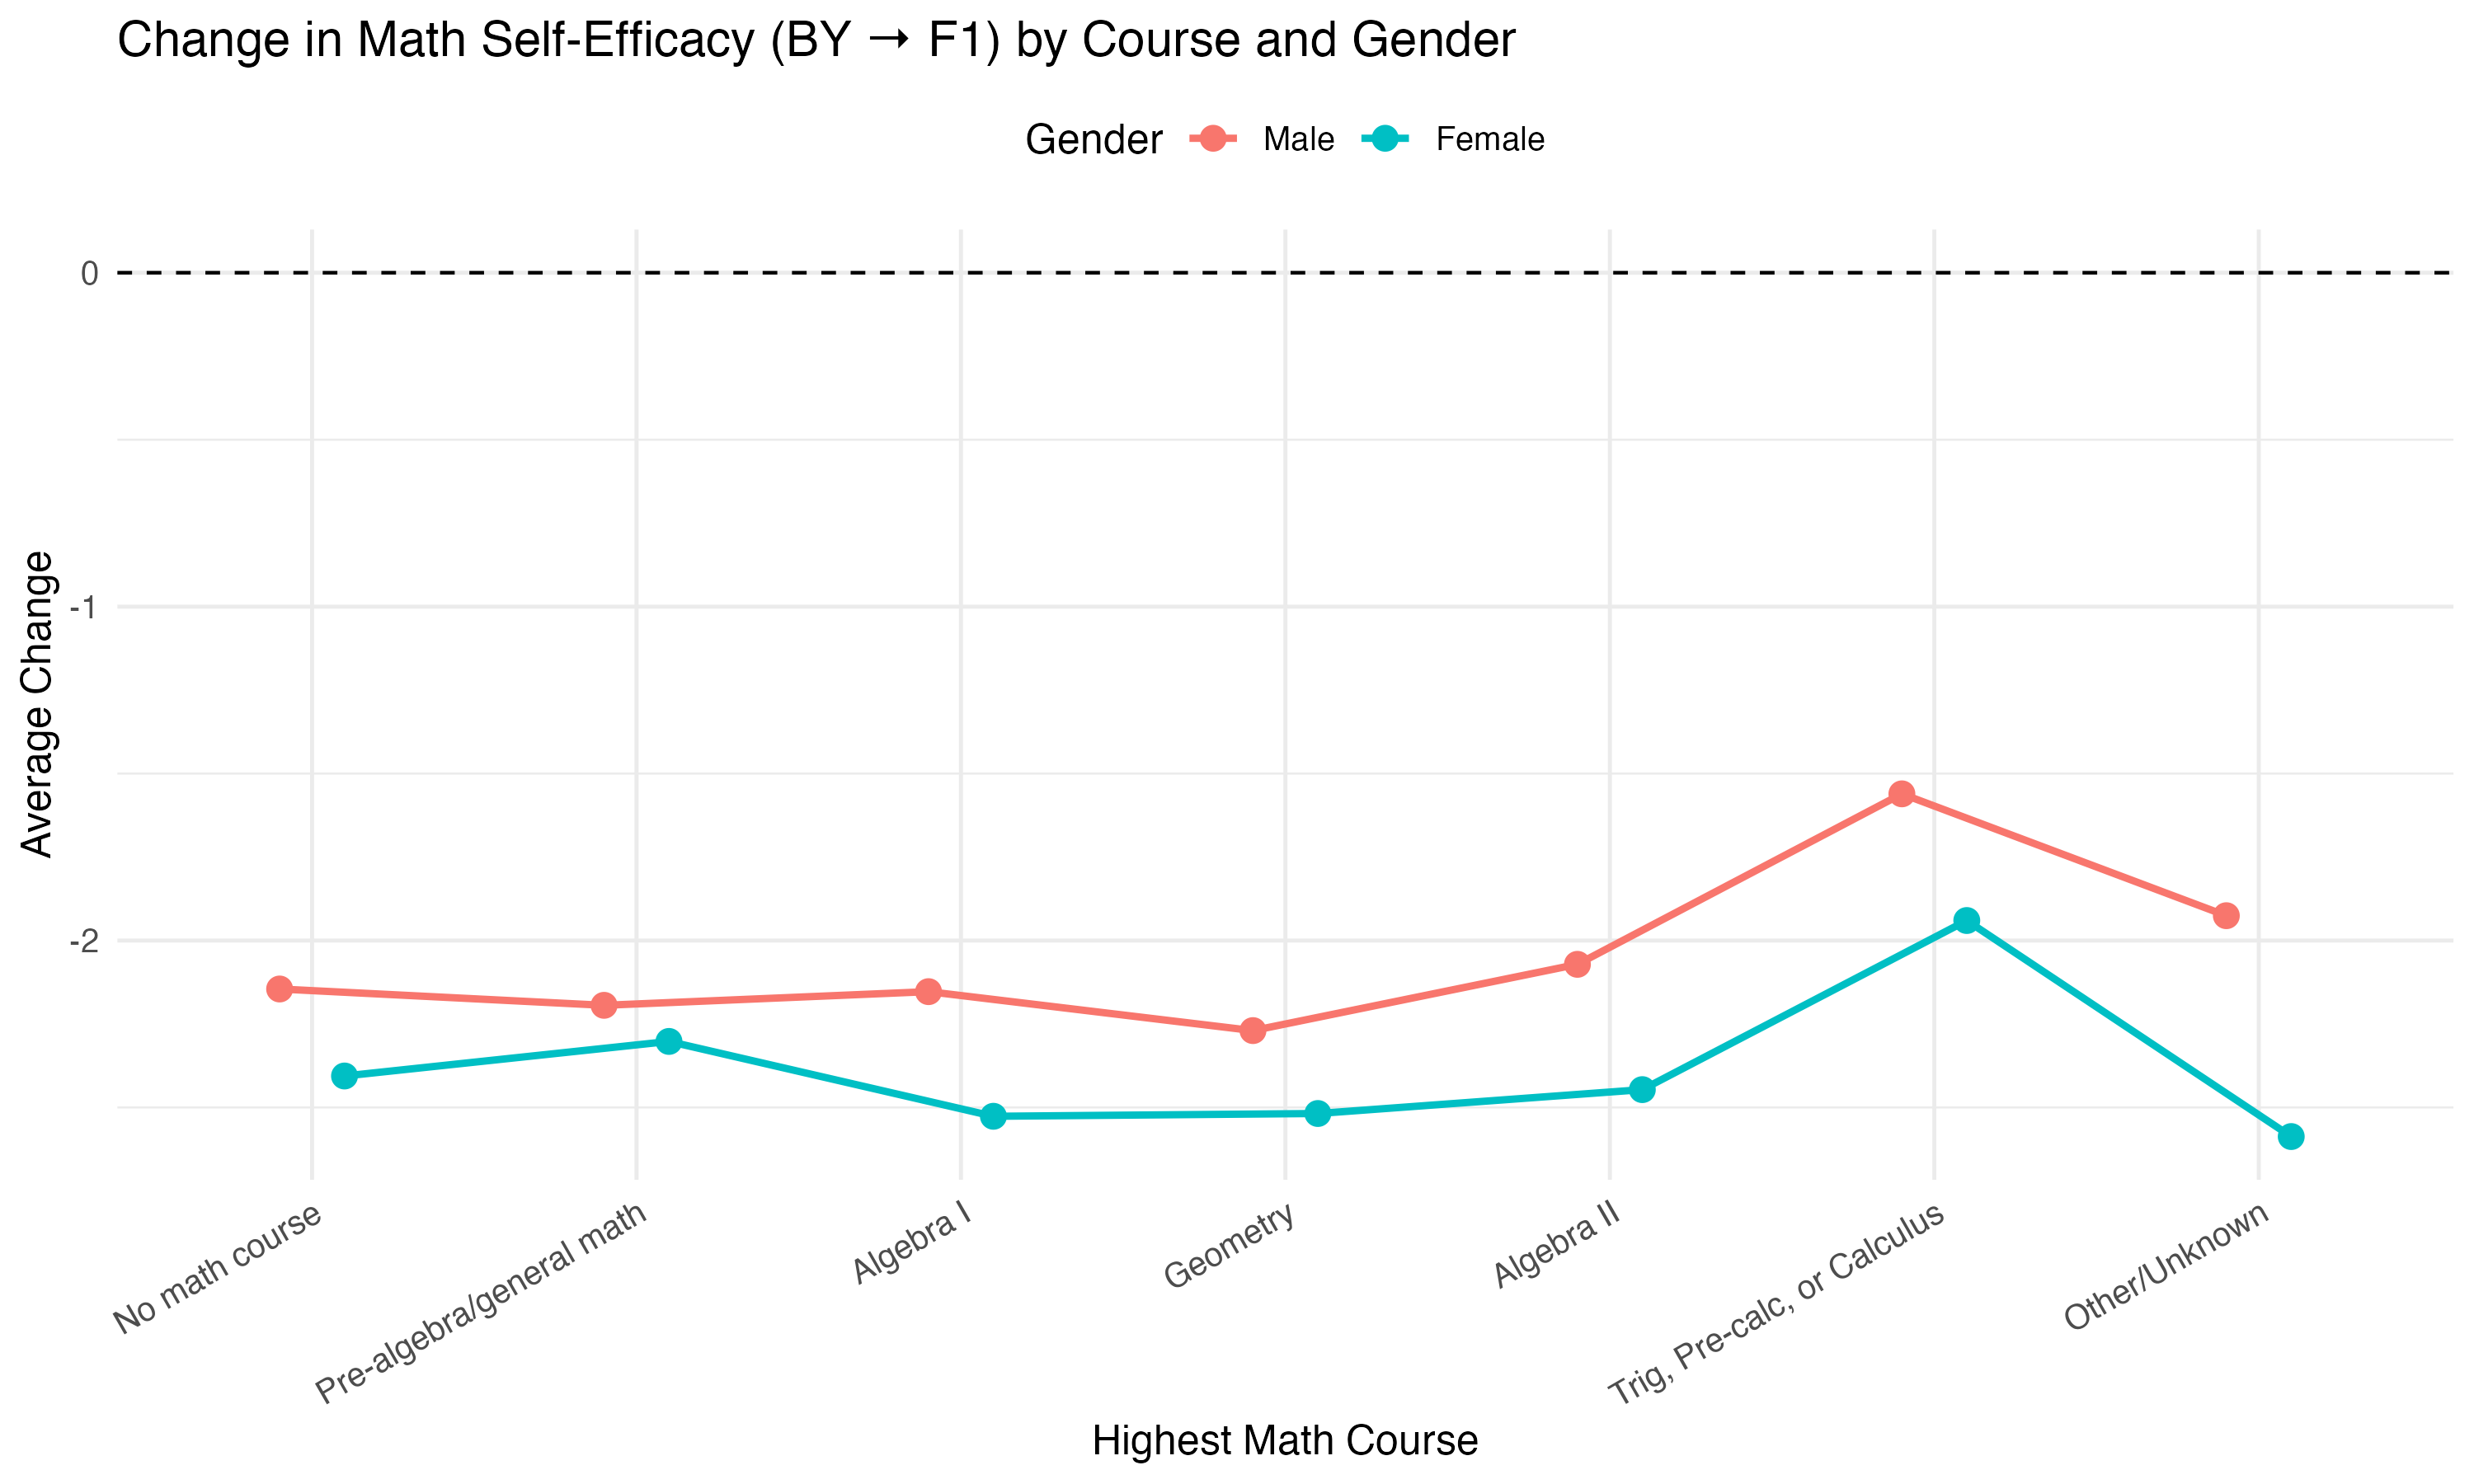 Change in Math Self-Efficacy (BY → F1) by Course and Gender
Gender Male Female
0
-1
-2
Average Change
No math course
Pre-algebra/general math
Algebra I
Geometry
Algebra II
Trig, Pre-calc, or Calculus
Other/Unknown
Highest Math Course